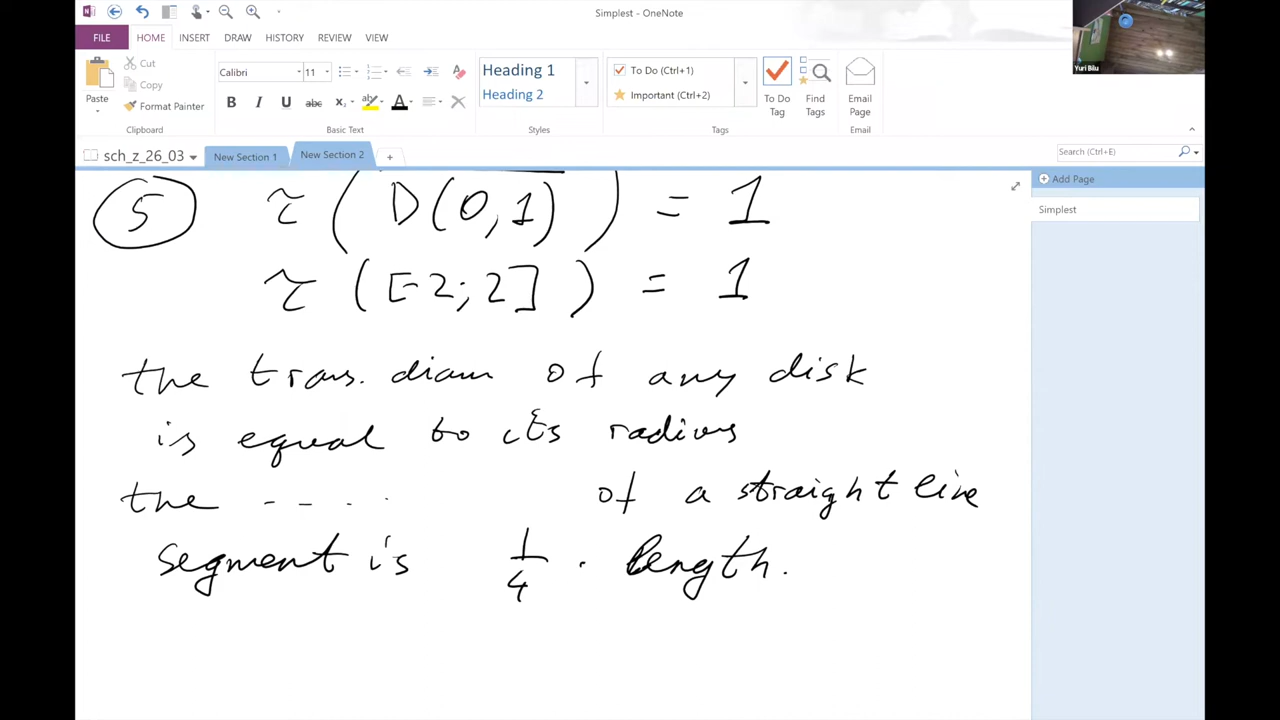 Simplest - OneNote
FILE HOME INSERT DRAW HISTORY REVIEW VIEW
Paste
Cut
Copy
Format Painter
Clipboard
Calibri 11
B I U abc x₂ A
Basic Text
Heading 1
Heading 2
Styles
To Do (Ctrl+1)
Important (Ctrl+2)
Tags
To Do Tag
Find Tags
Email Page
Email
Yuri Bilu
sch_z_26_03 New Section 1 New Section 2 +
Search (Ctrl+E)
Add Page
Simplest
5 τ(D(0,1)) = 1
τ([-2;2]) = 1
the trans. diam of any disk
is equal to its radius
the - - . . of a straight line
segment is 1/4 · length.